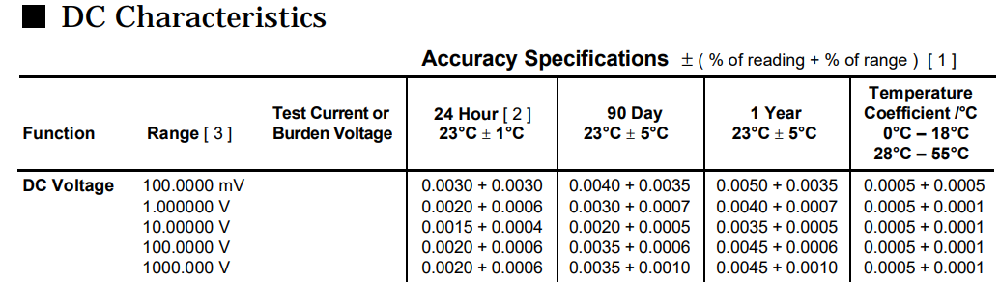 ■ DC Characteristics
Accuracy Specifications ± ( % of reading + % of range ) [ 1 ]
Function Range [ 3 ] Test Current or Burden Voltage 24 Hour [ 2 ] 23°C ± 1°C 90 Day 23°C ± 5°C 1 Year 23°C ± 5°C Temperature Coefficient /°C 0°C – 18°C 28°C – 55°C
DC Voltage 100.0000 mV 0.0030 + 0.0030 0.0040 + 0.0035 0.0050 + 0.0035 0.0005 + 0.0005
1.000000 V 0.0020 + 0.0006 0.0030 + 0.0007 0.0040 + 0.0007 0.0005 + 0.0001
10.00000 V 0.0015 + 0.0004 0.0020 + 0.0005 0.0035 + 0.0005 0.0005 + 0.0001
100.0000 V 0.0020 + 0.0006 0.0035 + 0.0006 0.0045 + 0.0006 0.0005 + 0.0001
1000.000 V 0.0020 + 0.0006 0.0035 + 0.0010 0.0045 + 0.0010 0.0005 + 0.0001